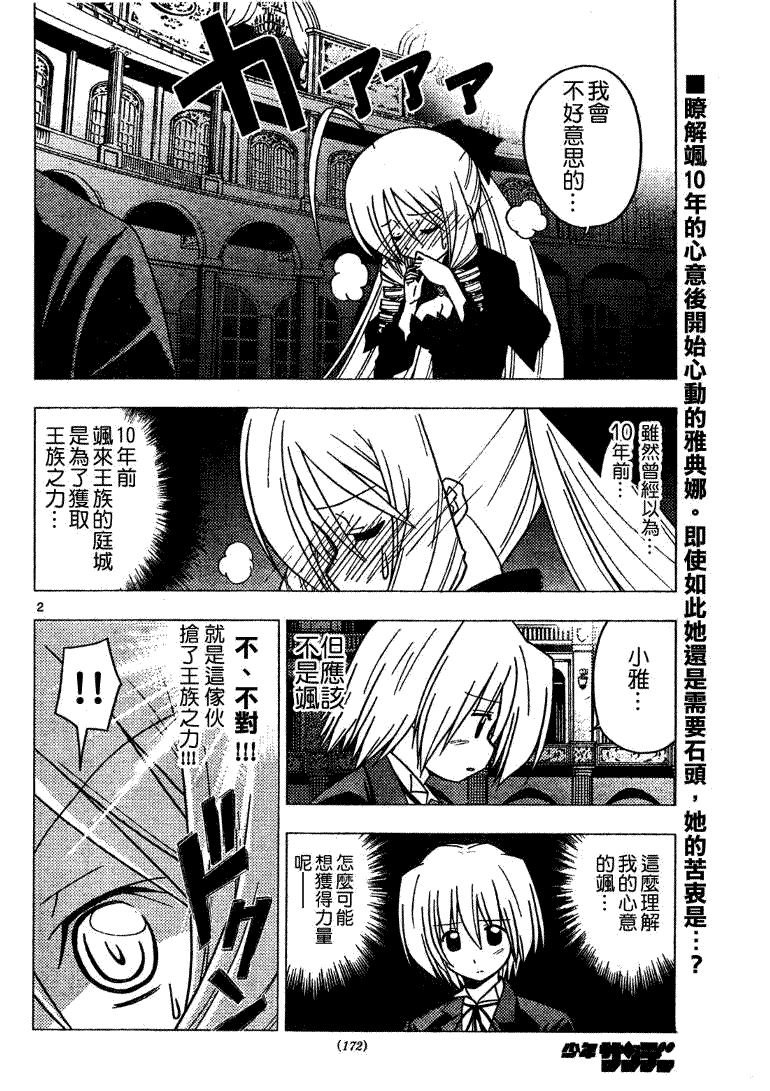 ■瞭解颯10年的心意後開始心動的雅典娜。即使如此她還是需要石頭，她的苦衷是…？
カァァァ
我會
不好意思的…
雖然曾經以為…
10年前…
10年前
颯來王族的庭城
是為了獲取
王族之力…
2
小雅…
但應該
不是颯
這麼理解
我的心意
的颯…
怎麼可能
想獲得力量
呢——
不、不對!!!
就是這傢伙
搶了王族之力!!!
!!
ドドド
(172)
少年サンデー